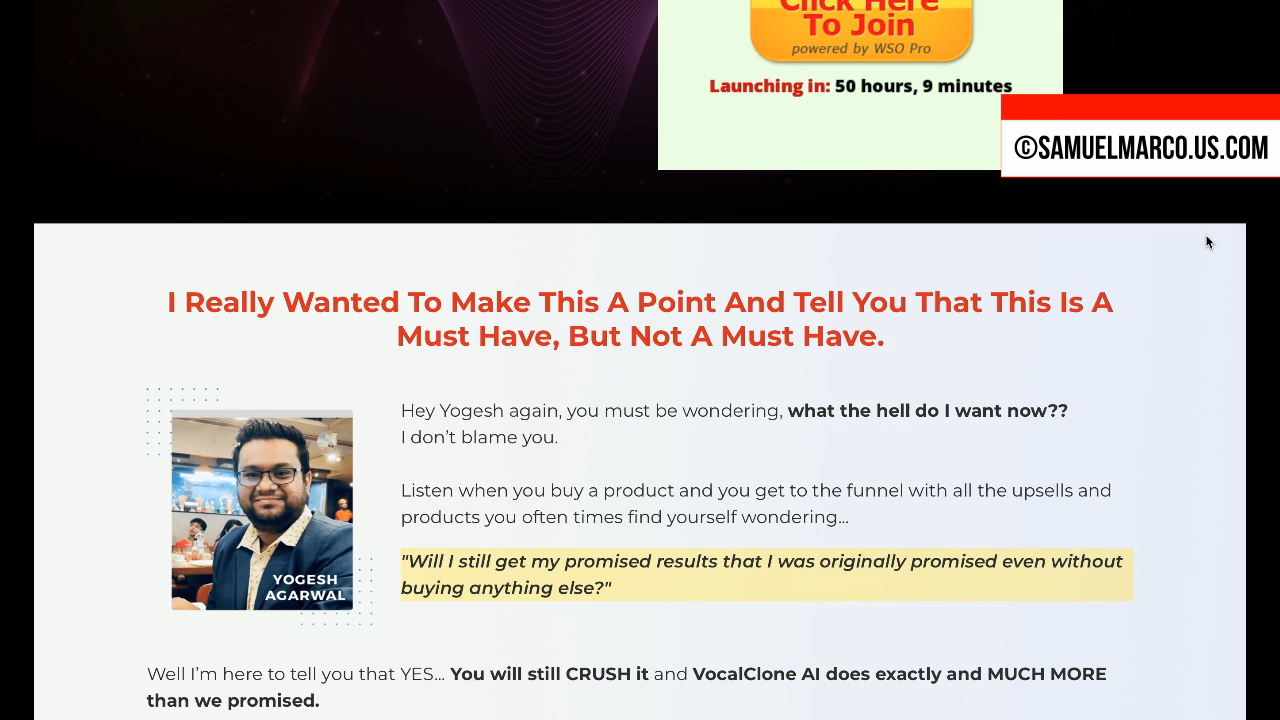 Click Here
To Join
powered by WSO Pro
Launching in: 50 hours, 9 minutes
©SAMUELMARCO.US.COM
I Really Wanted To Make This A Point And Tell You That This Is A
Must Have, But Not A Must Have.
Hey Yogesh again, you must be wondering, what the hell do I want now??
I don’t blame you.
Listen when you buy a product and you get to the funnel with all the upsells and
products you often times find yourself wondering...
"Will I still get my promised results that I was originally promised even without
buying anything else?"
YOGESH
AGARWAL
Well I’m here to tell you that YES... You will still CRUSH it and VocalClone AI does exactly and MUCH MORE
than we promised.